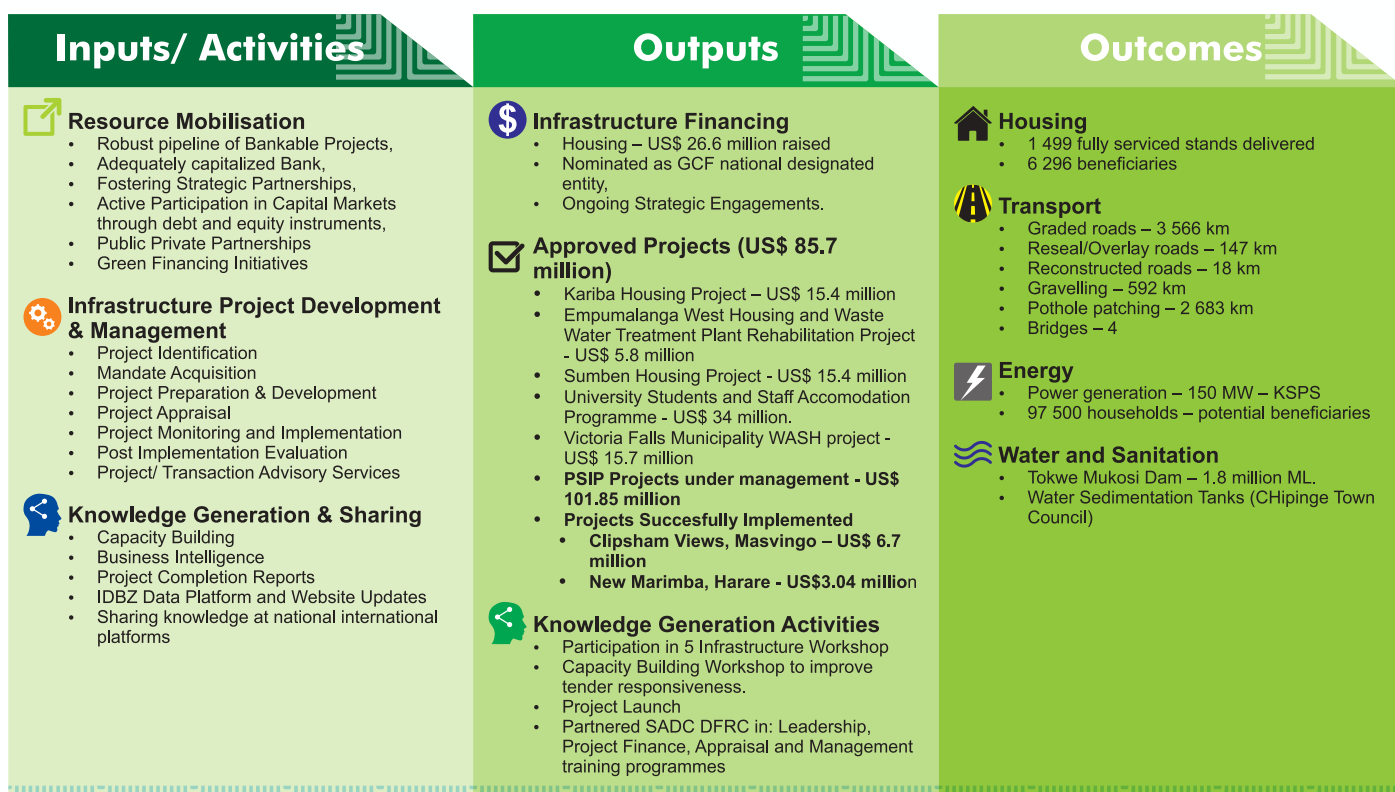 Inputs/ Activities
Resource Mobilisation
• Robust pipeline of Bankable Projects,
• Adequately capitalized Bank,
• Fostering Strategic Partnerships,
• Active Participation in Capital Markets
through debt and equity instruments,
• Public Private Partnerships
• Green Financing Initiatives
Infrastructure Project Development
& Management
• Project Identification
• Mandate Acquisition
• Project Preparation & Development
• Project Appraisal
• Project Monitoring and Implementation
• Post Implementation Evaluation
• Project/ Transaction Advisory Services
Knowledge Generation & Sharing
• Capacity Building
• Business Intelligence
• Project Completion Reports
• IDBZ Data Platform and Website Updates
• Sharing knowledge at national international
platforms
Outputs
$
Infrastructure Financing
• Housing – US$ 26.6 million raised
• Nominated as GCF national designated
entity,
• Ongoing Strategic Engagements.
Approved Projects (US$ 85.7
million)
• Kariba Housing Project – US$ 15.4 million
• Empumalanga West Housing and Waste
Water Treatment Plant Rehabilitation Project
- US$ 5.8 million
• Sumben Housing Project - US$ 15.4 million
• University Students and Staff Accomodation
Programme - US$ 34 million.
• Victoria Falls Municipality WASH project -
US$ 15.7 million
• PSIP Projects under management - US$
101.85 million
• Projects Succesfully Implemented
• Clipsham Views, Masvingo – US$ 6.7
million
• New Marimba, Harare - US$3.04 million
Knowledge Generation Activities
• Participation in 5 Infrastructure Workshop
• Capacity Building Workshop to improve
tender responsiveness.
• Project Launch
• Partnered SADC DFRC in: Leadership,
Project Finance, Appraisal and Management
training programmes
Outcomes
Housing
• 1 499 fully serviced stands delivered
• 6 296 beneficiaries
Transport
• Graded roads – 3 566 km
• Reseal/Overlay roads – 147 km
• Reconstructed roads – 18 km
• Gravelling – 592 km
• Pothole patching – 2 683 km
• Bridges – 4
Energy
• Power generation – 150 MW – KSPS
• 97 500 households – potential beneficiaries
Water and Sanitation
• Tokwe Mukosi Dam – 1.8 million ML.
• Water Sedimentation Tanks (CHipinge Town
Council)